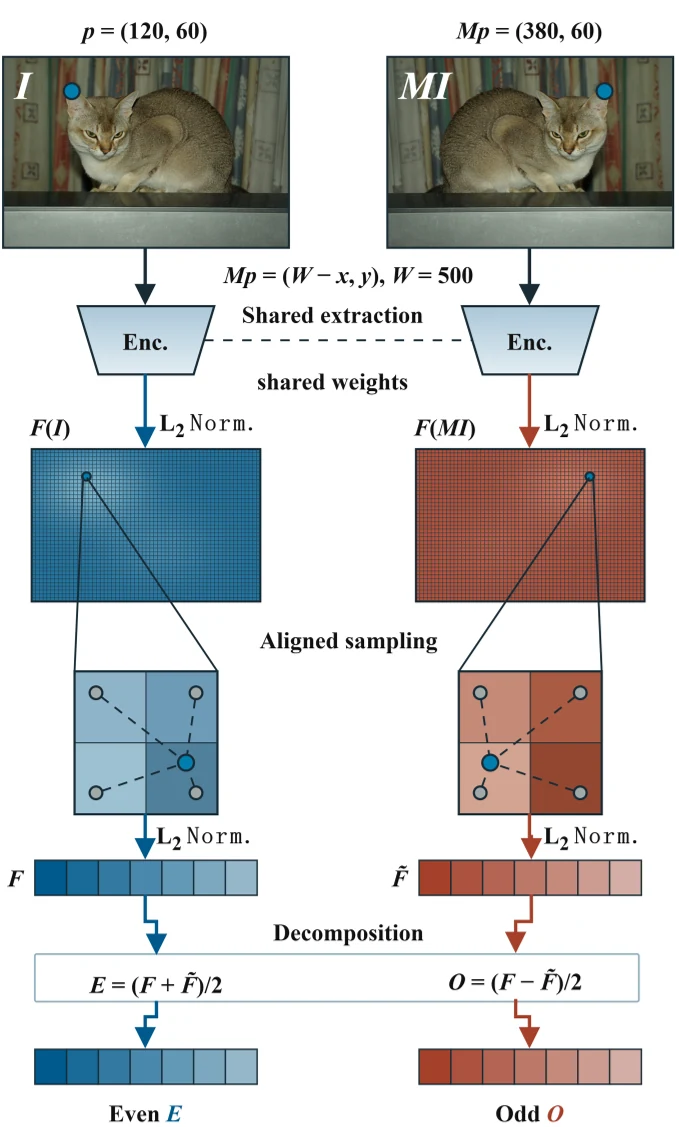 p = (120, 60)
Mp = (380, 60)
I
MI
Mp = (W − x, y), W = 500
Shared extraction
Enc.
Enc.
shared weights
L₂ Norm.
L₂ Norm.
F(I)
F(MI)
Aligned sampling
L₂ Norm.
L₂ Norm.
F
F̃
Decomposition
E = (F + F̃)/2
O = (F − F̃)/2
Even E
Odd O